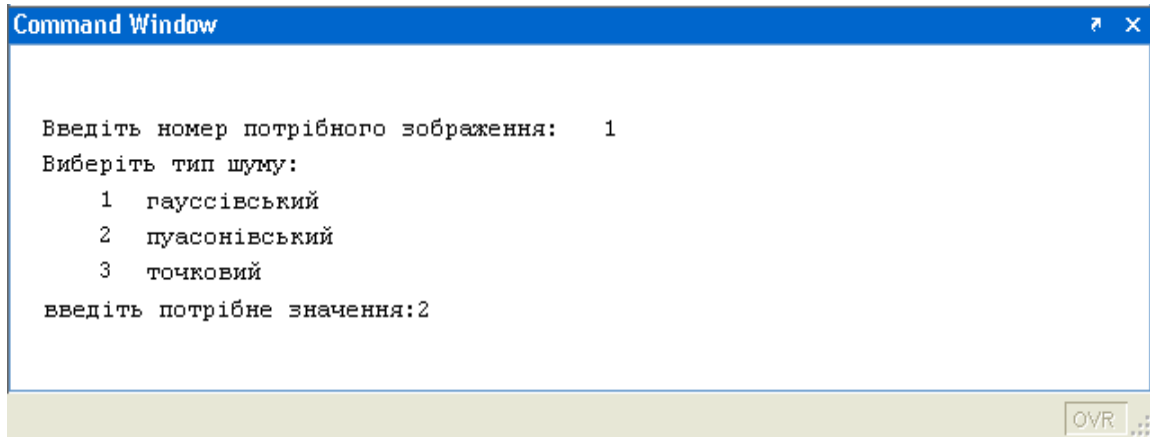 Command Window
Введіть номер потрібного зображення: 1
Виберіть тип шуму:
1 гауссівський
2 пуасонівський
3 точковий
введіть потрібне значення:2
OVR